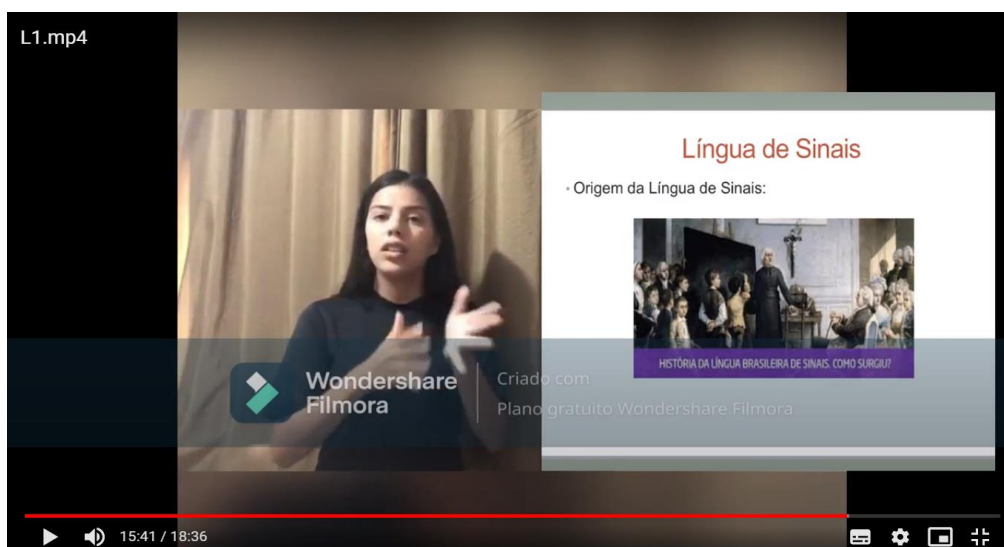 L1.mp4
Língua de Sinais
• Origem da Língua de Sinais:
HISTÓRIA DA LÍNGUA BRASILEIRA DE SINAIS. COMO SURGIU?
Wondershare
Filmora
Criado com
Plano gratuito Wondershare Filmora
15:41 / 18:36